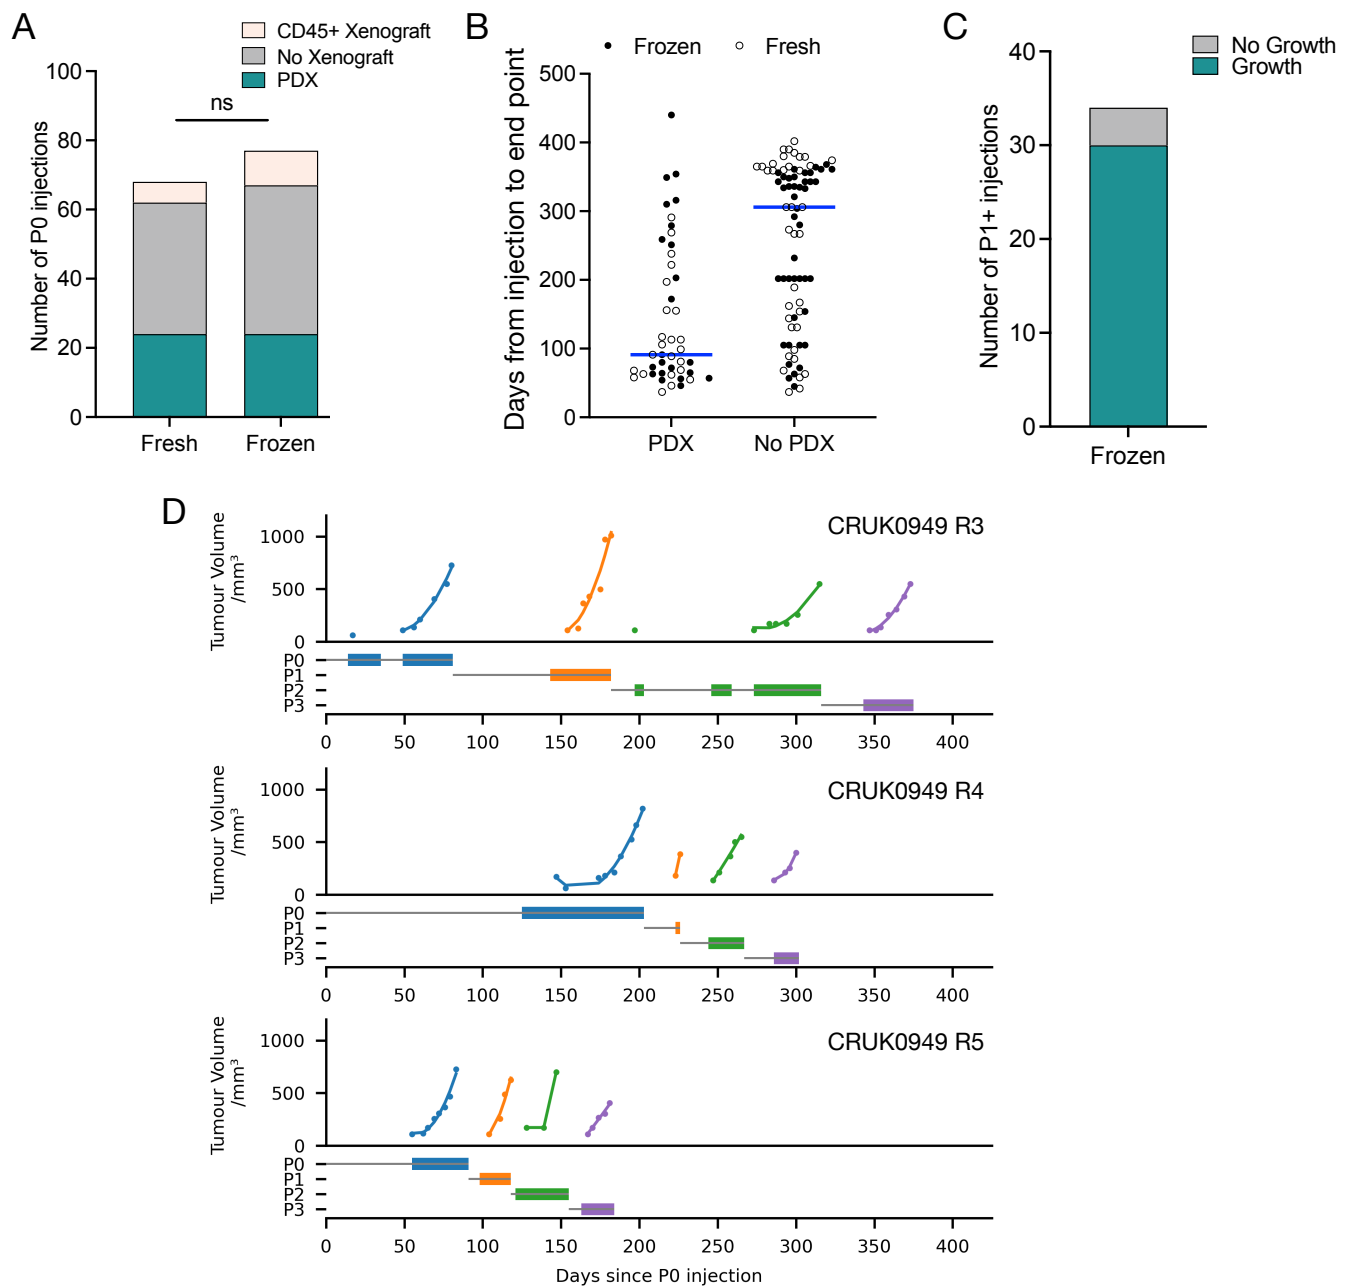 A
CD45+ Xenograft
No Xenograft
PDX
Number of P0 injections
100
80
60
40
20
0
ns
Fresh
Frozen
B
Frozen
Fresh
Days from injection to end point
500
400
300
200
100
0
PDX
No PDX
C
No Growth
Growth
Number of P1+ injections
40
30
20
10
0
Frozen
D
CRUK0949 R3
Tumour Volume
/mm³
1000
500
0
P0
P1
P2
P3
0 50 100 150 200 250 300 350 400
CRUK0949 R4
Tumour Volume
/mm³
1000
500
0
P0
P1
P2
P3
0 50 100 150 200 250 300 350 400
CRUK0949 R5
Tumour Volume
/mm³
1000
500
0
P0
P1
P2
P3
0 50 100 150 200 250 300 350 400
Days since P0 injection